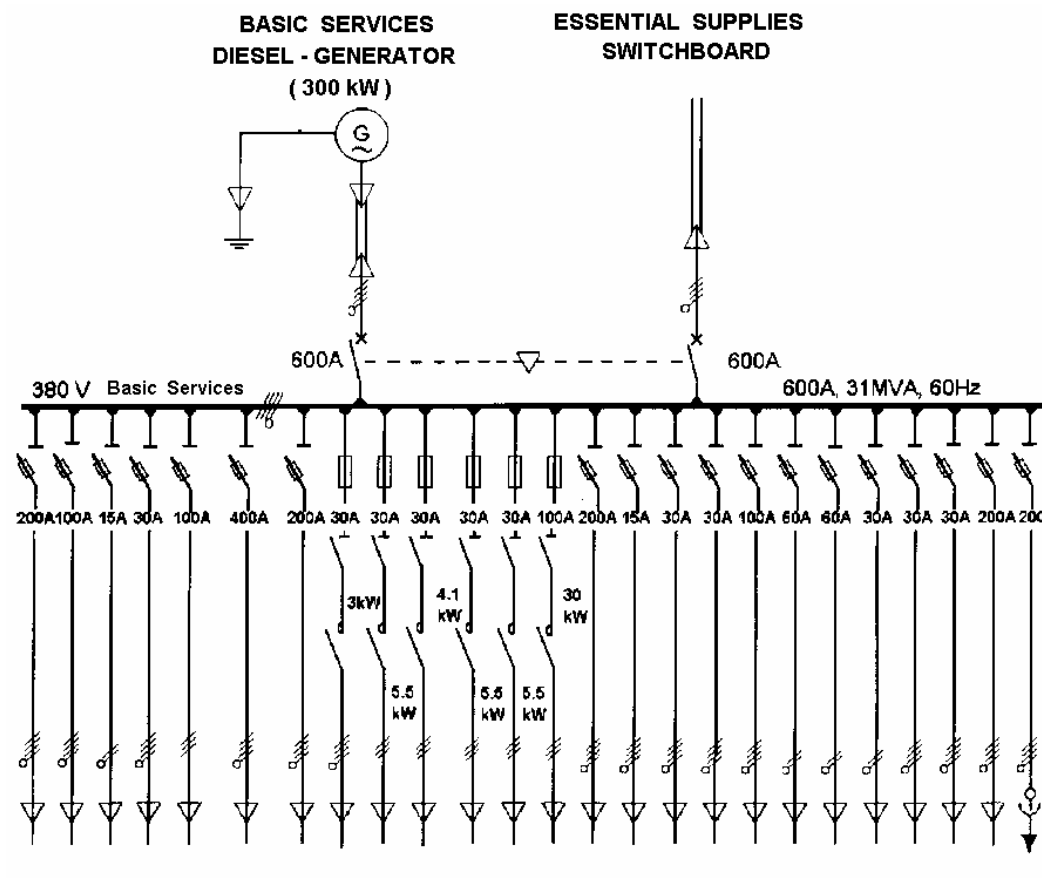 BASIC SERVICES
DIESEL - GENERATOR
( 300 kW )
ESSENTIAL SUPPLIES
SWITCHBOARD
G
600A
600A
380 V Basic Services
600A, 31MVA, 60Hz
200A 100A 15A 30A 100A 400A 200A 30A 30A 30A 30A 30A 100A 200A 15A 30A 30A 100A 60A 60A 30A 30A 30A 200A 200
3kW
4.1
kW
30
kW
5.5
kW
5.5
kW
5.5
kW